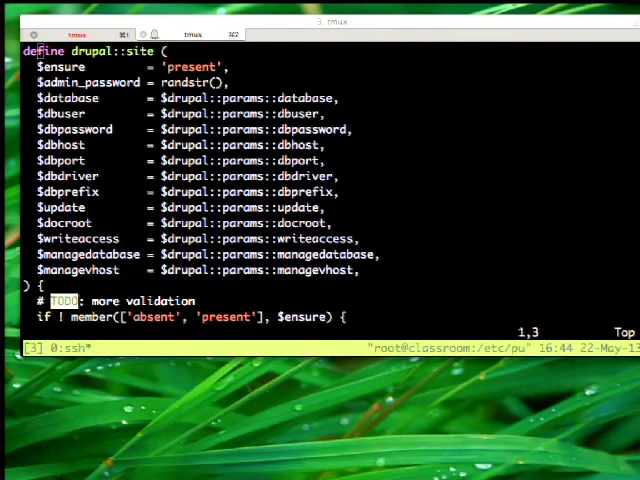 3. tmux
tmux ⌘1 tmux ⌘2
define drupal::site (
$ensure = 'present',
$admin_password = randstr(),
$database = $drupal::params::database,
$dbuser = $drupal::params::dbuser,
$dbpassword = $drupal::params::dbpassword,
$dbhost = $drupal::params::dbhost,
$dbport = $drupal::params::dbport,
$dbdriver = $drupal::params::dbdriver,
$dbprefix = $drupal::params::dbprefix,
$update = $drupal::params::update,
$docroot = $drupal::params::docroot,
$writeaccess = $drupal::params::writeaccess,
$managedatabase = $drupal::params::managedatabase,
$managevhost = $drupal::params::managevhost,
) {
# TODO: more validation
if ! member(['absent', 'present'], $ensure) {
1,3 Top
[3] 0:ssh* "root@classroom:/etc/pu" 16:44 22-May-13